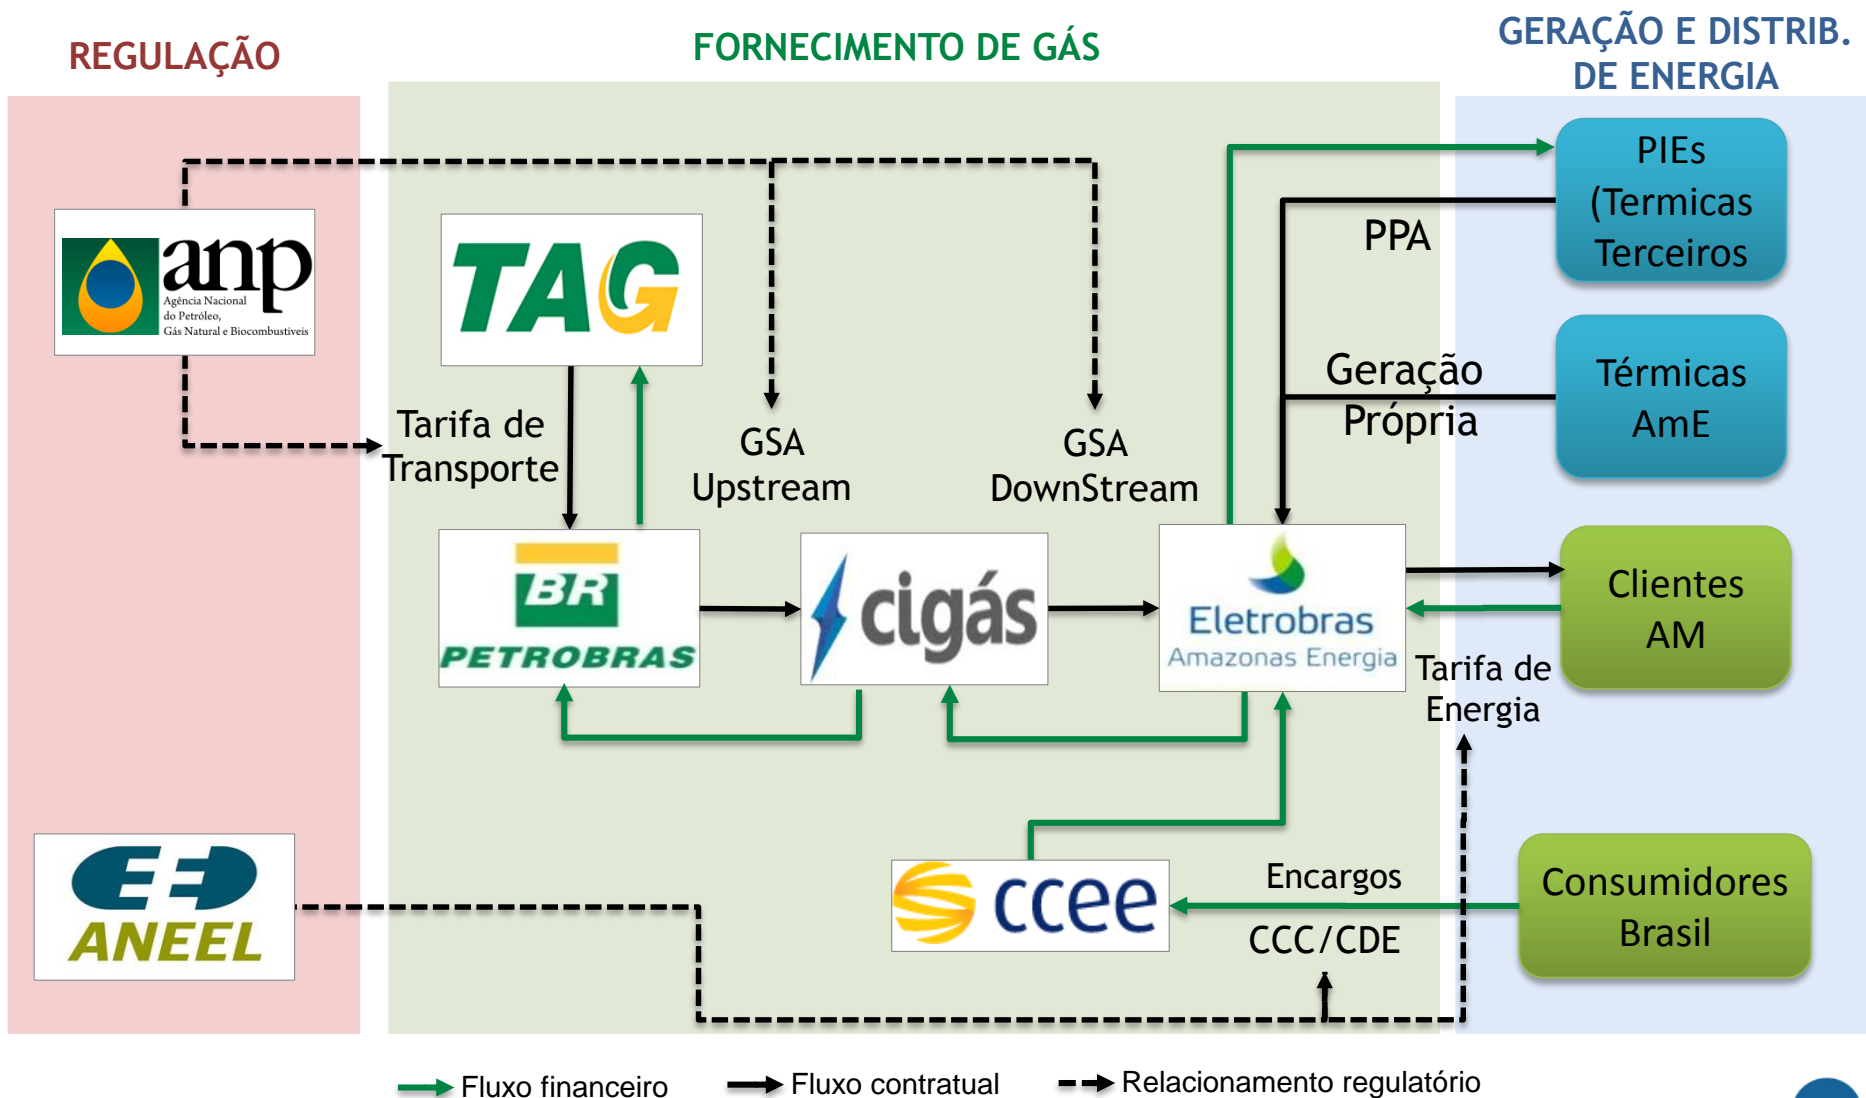 REGULAÇÃO
FORNECIMENTO DE GÁS
GERAÇÃO E DISTRIB.
DE ENERGIA
anp
Agência Nacional
do Petróleo,
Gás Natural e Biocombustíveis
TAG
PIEs
(Termicas
Terceiros
PPA
Geração
Própria
Térmicas
AmE
Tarifa de
Transporte
GSA
Upstream
GSA
DownStream
BR
PETROBRAS
cigás
Eletrobras
Amazonas Energia
Clientes
AM
Tarifa de
Energia
ANEEL
ccee
Encargos
CCC/CDE
Consumidores
Brasil
Fluxo financeiro
Fluxo contratual
Relacionamento regulatório